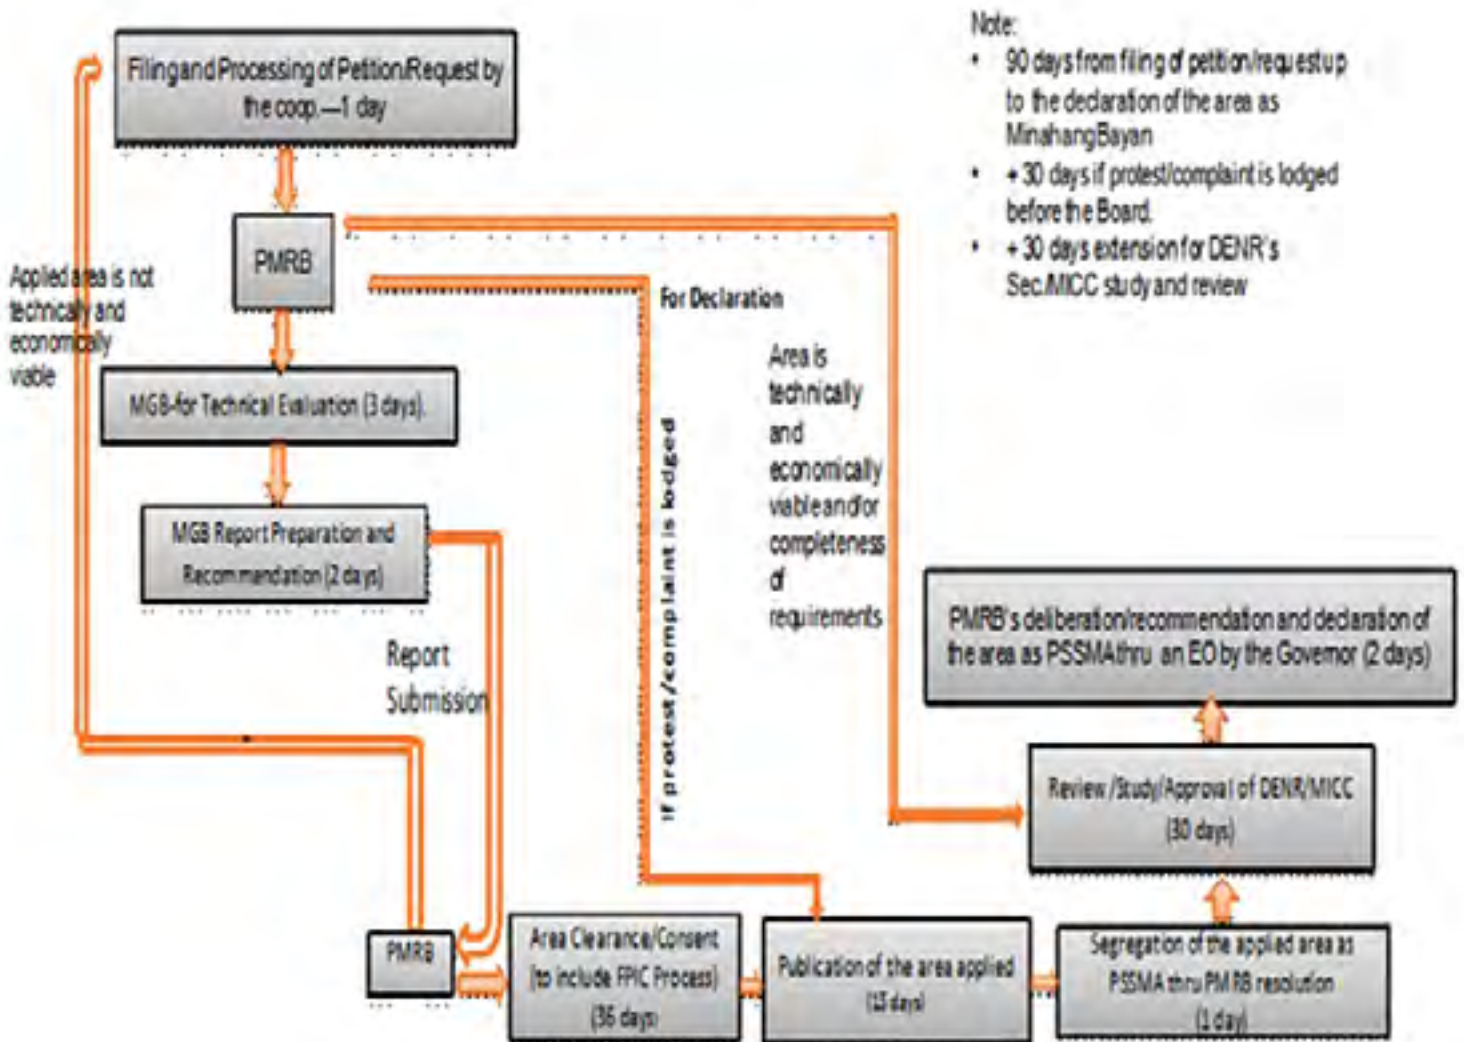 Filing and Processing of Petition/Request by
the coop.—1 day
PMRB
Applied area is not
technically and
economically
viable
MGB-for Technical Evaluation (3 days).
MGB Report Preparation and
Recommendation (2 days)
Report
Submission
PMRB
Area Clearance/Consent
(to include FPIC Process)
(36 days)
Publication of the area applied
(15 days)
Segregation of the applied area as
PSSMA thru PMRB resolution
(1 day)
Review /Study/Approval of DENR/MICC
(30 days)
PMRB's deliberation/recommendation and declaration of
the area as PSSMA thru an EO by the Governor (2 days)
For Declaration
If protest/complaint is lodged
Area is
technically
and
economically
viable and/or
completeness
of
requirements
Note:
• 90 days from filing of petition/request up
to the declaration of the area as
Minahang Bayan
• + 30 days if protest/complaint is lodged
before the Board.
• + 30 days extension for DENR's
Sec./MICC study and review